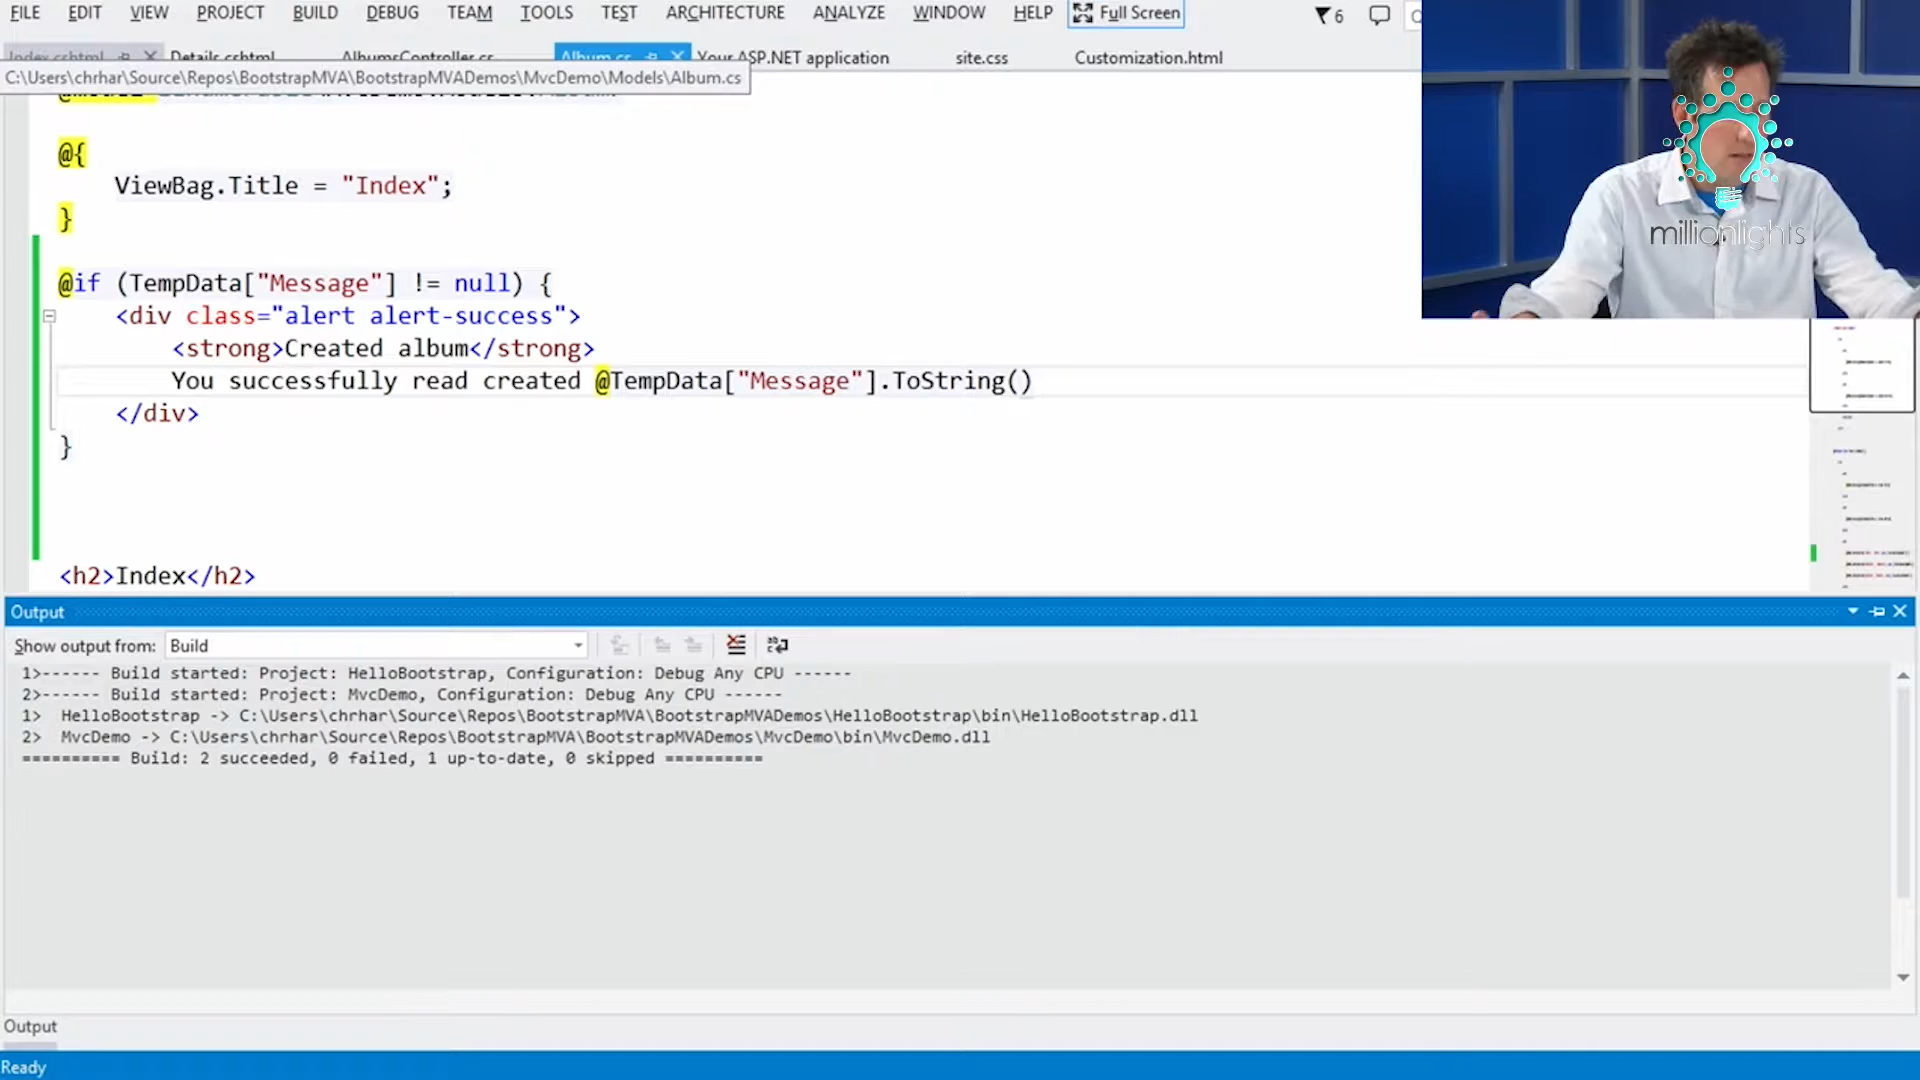 FILE EDIT VIEW PROJECT BUILD DEBUG TEAM TOOLS TEST ARCHITECTURE ANALYZE WINDOW HELP Full Screen 6
Index.cshtml Details.cshtml AlbumsController.cs Album.cs Your ASP.NET application site.css Customization.html
C:\Users\chrhar\Source\Repos\BootstrapMVA\BootstrapMVADemos\MvcDemo\Models\Album.cs
@{
ViewBag.Title = "Index";
}
@if (TempData["Message"] != null) {
<div class="alert alert-success">
<strong>Created album</strong>
You successfully read created @TempData["Message"].ToString()
</div>
}
<h2>Index</h2>
millionlights
Output
Show output from: Build
1>------ Build started: Project: HelloBootstrap, Configuration: Debug Any CPU ------
2>------ Build started: Project: MvcDemo, Configuration: Debug Any CPU ------
1> HelloBootstrap -> C:\Users\chrhar\Source\Repos\BootstrapMVA\BootstrapMVADemos\HelloBootstrap\bin\HelloBootstrap.dll
2> MvcDemo -> C:\Users\chrhar\Source\Repos\BootstrapMVA\BootstrapMVADemos\MvcDemo\bin\MvcDemo.dll
========== Build: 2 succeeded, 0 failed, 1 up-to-date, 0 skipped ==========
Output
Ready